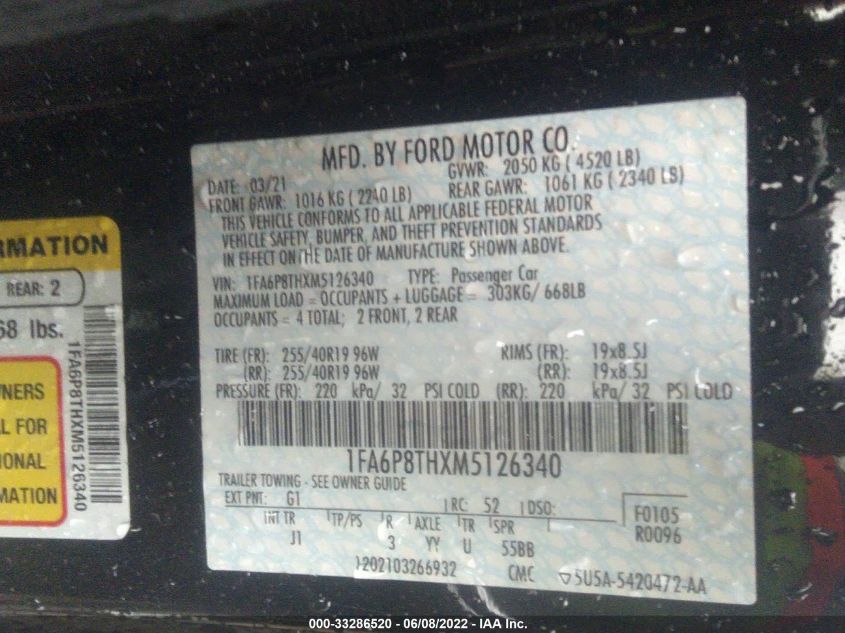 MFD. BY FORD MOTOR CO.
DATE: 03/21 GVWR: 2050 KG ( 4520 LB)
FRONT GAWR: 1016 KG ( 2240 LB) REAR GAWR: 1061 KG ( 2340 LB)
THIS VEHICLE CONFORMS TO ALL APPLICABLE FEDERAL MOTOR
VEHICLE SAFETY, BUMPER, AND THEFT PREVENTION STANDARDS
IN EFFECT ON THE DATE OF MANUFACTURE SHOWN ABOVE.
VIN: 1FA6P8THXM5126340 TYPE: Passenger Car
MAXIMUM LOAD = OCCUPANTS + LUGGAGE = 303KG/ 668LB
OCCUPANTS = 4 TOTAL; 2 FRONT, 2 REAR
TIRE (FR): 255/40R19 96W RIMS (FR): 19x8.5J
(RR): 255/40R19 96W (RR): 19x8.5J
PRESSURE (FR): 220 kPa/ 32 PSI COLD (RR): 220 kPa/ 32 PSI COLD
1FA6P8THXM5126340
TRAILER TOWING - SEE OWNER GUIDE
EXT PNT: G1 RC: 52 DSO: F0105
INT TR TP/PS R AXLE TR SPR R0096
J1 3 YY U 55BB
1202103266932 CMC 5U5A-5420472-AA
RMATION
REAR: 2
68 lbs.
WNERS
AL FOR
IONAL
MATION
1FA6P8THXM5126340
000-33286520 - 06/08/2022 - IAA Inc.